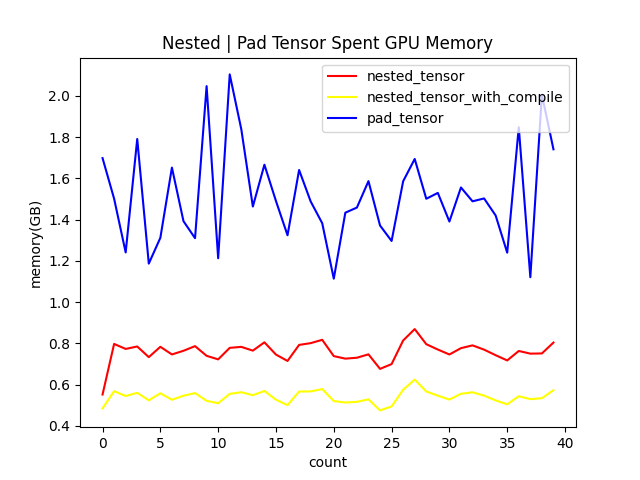 Nested | Pad Tensor Spent GPU Memory
nested_tensor
nested_tensor_with_compile
pad_tensor
memory(GB)
2.0
1.8
1.6
1.4
1.2
1.0
0.8
0.6
0.4
0 5 10 15 20 25 30 35 40
count